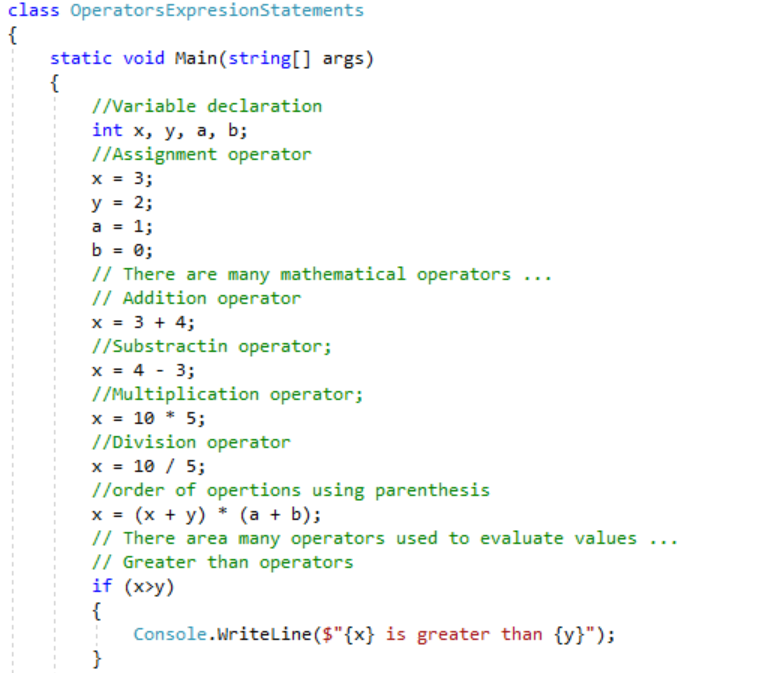 class OperatorsExpresionStatements
{
static void Main(string[] args)
{
//Variable declaration
int x, y, a, b;
//Assignment operator
x = 3;
y = 2;
a = 1;
b = 0;
// There are many mathematical operators ...
// Addition operator
x = 3 + 4;
//Substractin operator;
x = 4 - 3;
//Multiplication operator;
x = 10 * 5;
//Division operator
x = 10 / 5;
//order of opertions using parenthesis
x = (x + y) * (a + b);
// There area many operators used to evaluate values ...
// Greater than operators
if (x>y)
{
Console.WriteLine($"{x} is greater than {y}");
}